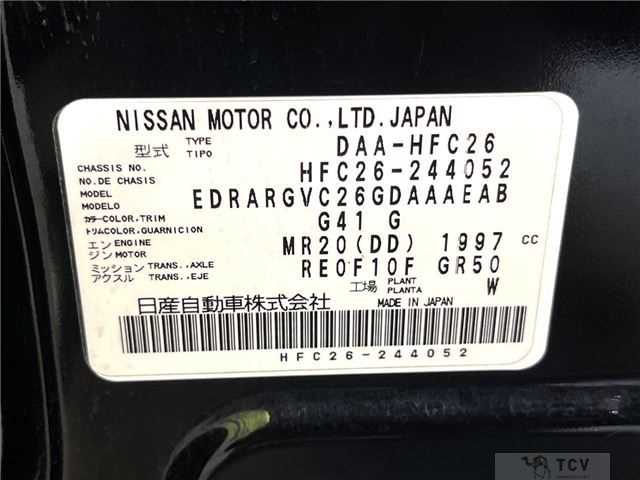 NISSAN MOTOR CO.,LTD.JAPAN
型式 TYPE TIPO DAA-HFC26
CHASSIS NO. NO.DE CHASIS HFC26-244052
MODEL MODELO EDRARGVC26GDAAAEAB
カラー COLOR,TRIM トリム COLOR,GUARNICION G41 G
エンジン ENGINE MOTOR MR20(DD) 1997 CC
ミッション TRANS.,AXLE アクスル TRANS.,EJE RE0F10F GR50
工場 PLANT PLANTA W
日産自動車株式会社 MADE IN JAPAN
HFC26-244052
TCV